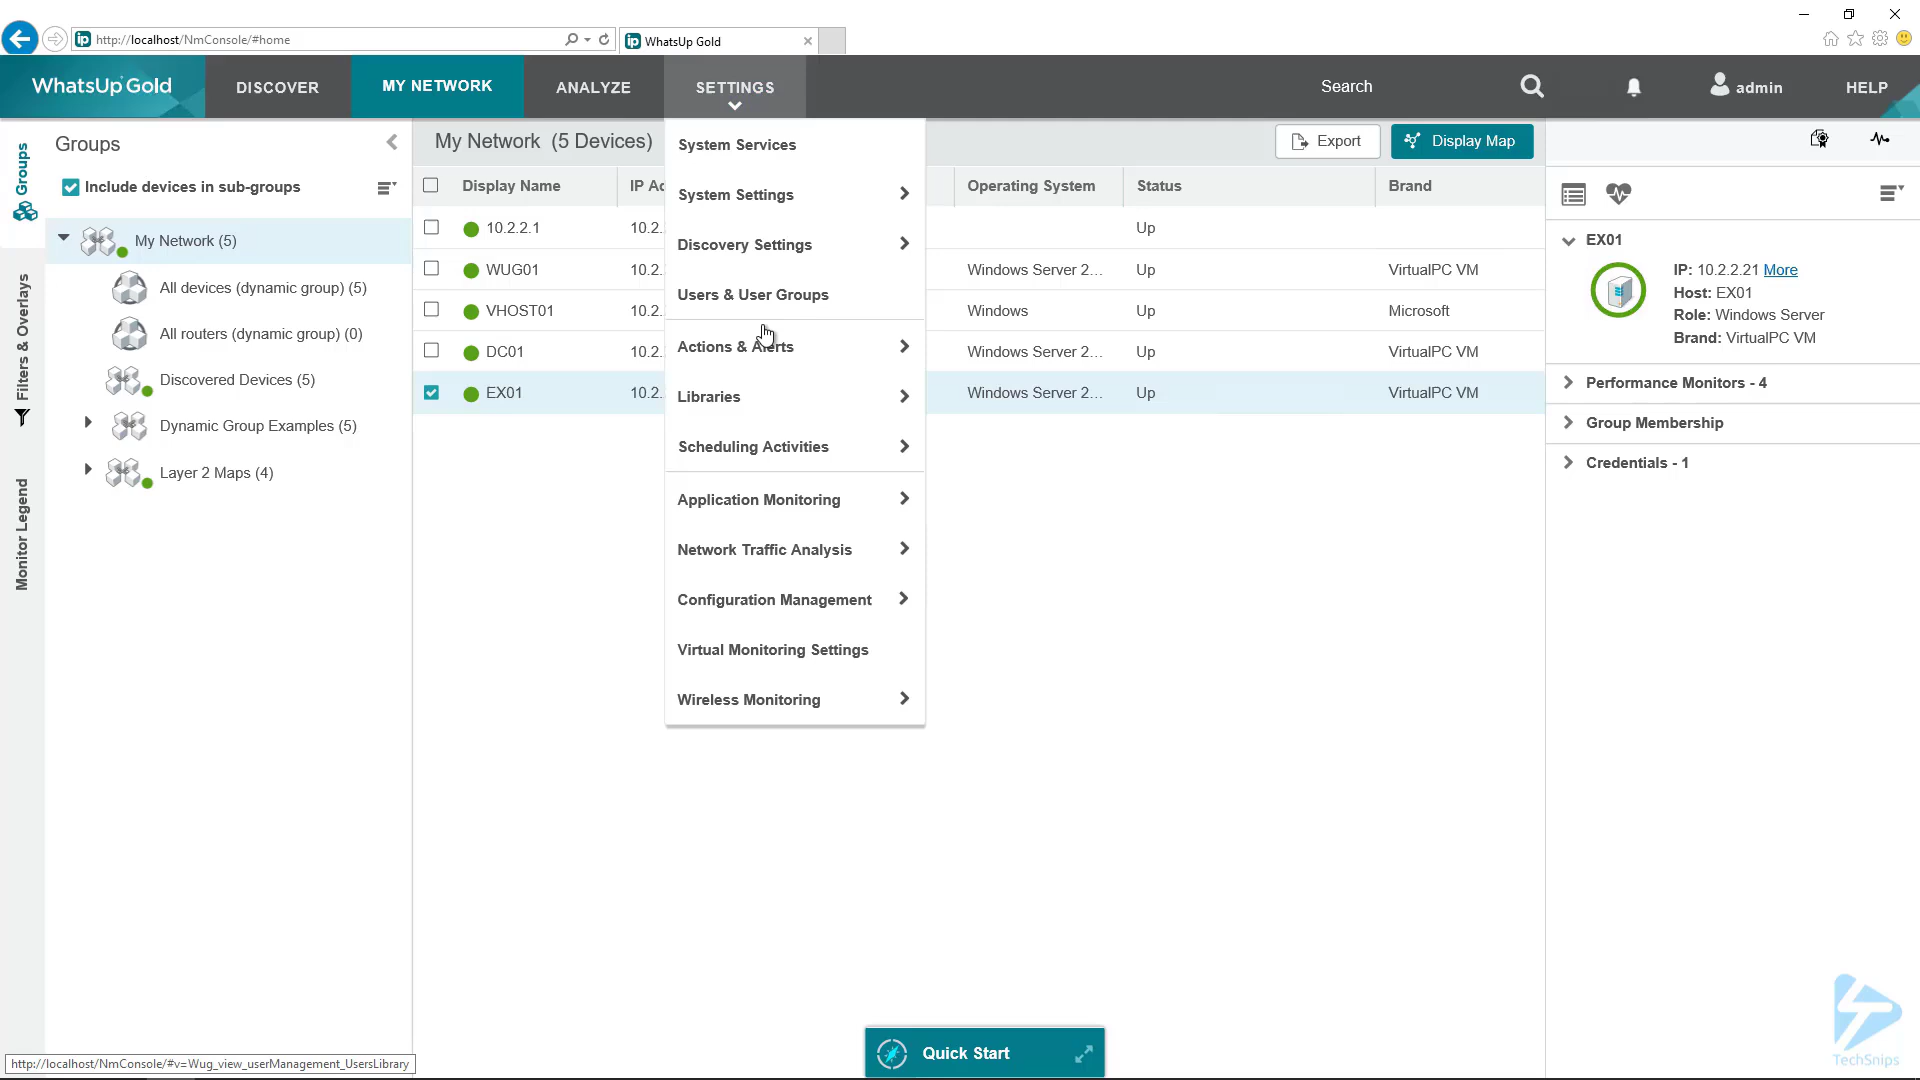 http://localhost/NmConsole/#home
WhatsUp Gold
WhatsUp Gold
DISCOVER
MY NETWORK
ANALYZE
SETTINGS
Search
admin
HELP
Groups
Filters & Overlays
Monitor Legend
Groups
Include devices in sub-groups
My Network (5)
All devices (dynamic group) (5)
All routers (dynamic group) (0)
Discovered Devices (5)
Dynamic Group Examples (5)
Layer 2 Maps (4)
My Network (5 Devices)
Export
Display Map
Display Name IP Ad Operating System Status Brand
10.2.2.1 10.2. Up
WUG01 10.2. Windows Server 2... Up VirtualPC VM
VHOST01 10.2. Windows Up Microsoft
DC01 10.2. Windows Server 2... Up VirtualPC VM
EX01 10.2. Windows Server 2... Up VirtualPC VM
System Services
System Settings
Discovery Settings
Users & User Groups
Actions & Alerts
Libraries
Scheduling Activities
Application Monitoring
Network Traffic Analysis
Configuration Management
Virtual Monitoring Settings
Wireless Monitoring
EX01
IP: 10.2.2.21 More
Host: EX01
Role: Windows Server
Brand: VirtualPC VM
Performance Monitors - 4
Group Membership
Credentials - 1
Quick Start
http://localhost/NmConsole/#v=Wug_view_userManagement_UsersLibrary
TechSnips